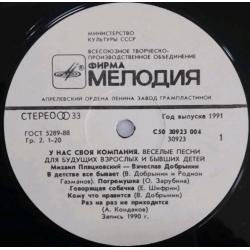 МИНИСТЕРСТВО
КУЛЬТУРЫ СССР
ВСЕСОЮЗНОЕ ТВОРЧЕСКО-
ПРОИЗВОДСТВЕННОЕ ОБЪЕДИНЕНИЕ
ФИРМА
МЕЛОДИЯ
АПРЕЛЕВСКИЙ ОРДЕНА ЛЕНИНА ЗАВОД ГРАМПЛАСТИНОК
СТЕРЕО 33
Год выпуска 1991
ГОСТ 5289-88
Гр. 2. 1-20
С50 30923 004
30923 1
У НАС СВОЯ КОМПАНИЯ. ВЕСЕЛЫЕ ПЕСНИ
ДЛЯ БУДУЩИХ ВЗРОСЛЫХ И БЫВШИХ ДЕТЕЙ
Михаил Пляцковский — Вячеслав Добрынин
В детстве все бывает (В. Добрынин и Родион
Газманов). Погремушка (О. Зарубина)
Говорящая собачка (Е. Шифрин)
Кому что нравится (В. Добрынин)
Раз на раз не приходится
(А. Кондаков)
Запись 1990 г.